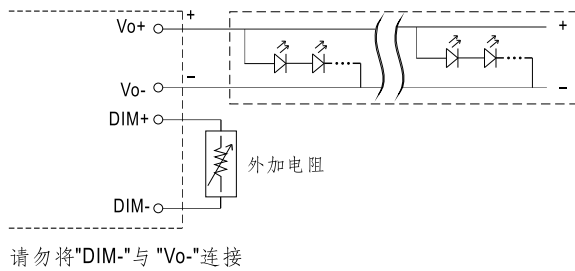 Vo+ + +
Vo- − −
DIM+
外加电阻
DIM-
请勿将"DIM-"与 "Vo-"连接